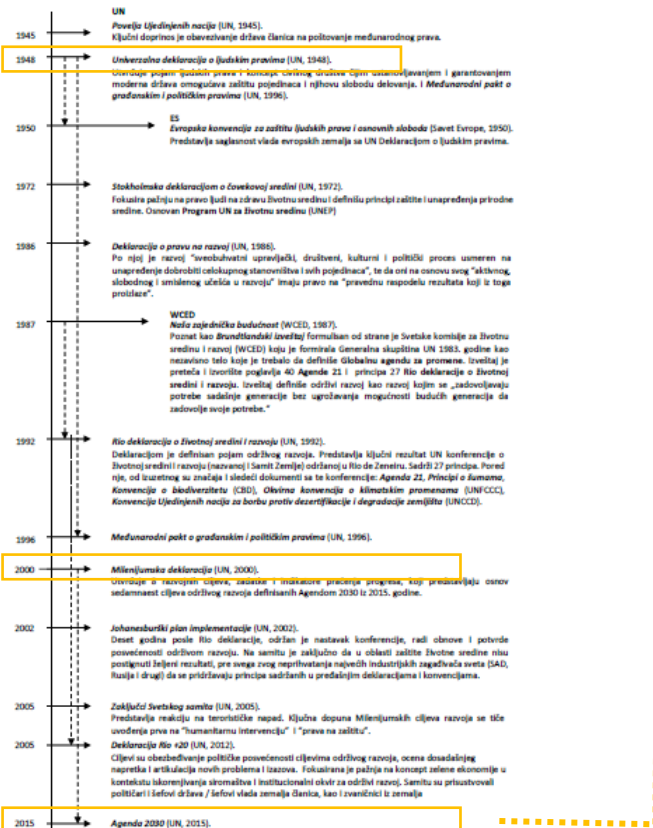 UN
Povelja Ujedinjenih nacija (UN, 1945).
1945
Ključni doprinos je obavezivanje država članica na poštovanje međunarodnog prava.
1948
Univerzalna deklaracija o ljudskim pravima (UN, 1948).
Utvrđuje pojam ljudskih prava i koncept civilnog društva čijim ustanovljavanjem i garantovanjem
moderna država omogućava zaštitu pojedinaca i njihovu slobodu delovanja. i Međunarodni pakt o
građanskim i političkim pravima (UN, 1996).
ES
1950
Evropska konvencija za zaštitu ljudskih prava i osnovnih sloboda (Savet Evrope, 1950).
Predstavlja saglasnost vlada evropskih zemalja sa UN Deklaracijom o ljudskim pravima.
1972
Stokholmska deklaracijom o čovekovoj sredini (UN, 1972).
Fokusira pažnju na pravo ljudi na zdravu životnu sredinu i definišu principi zaštite i unapređenja prirodne
sredine. Osnovan Program UN za životnu sredinu (UNEP)
1986
Deklaracija o pravu na razvoj (UN, 1986).
Po njoj je razvoj "sveobuhvatni upravljački, društveni, kulturni i politički proces usmeren na
unapređenje dobrobiti celokupnog stanovništva i svih pojedinaca", te da oni na osnovu svog "aktivnog,
slobodnog i smislenog učešća u razvoju" imaju pravo na "pravednu raspodelu rezultata koji iz toga
proizlaze".
WCED
1987
Naša zajednička budućnost (WCED, 1987).
Poznat kao Brundtlandski izveštaj formulisan od strane je Svetske komisije za životnu
sredinu i razvoj (WCED) koju je formirala Generalna skupština UN 1983. godine kao
nezavisno telo koje je trebalo da definiše Globalnu agendu za promene. Izveštaj je
preteča i izvorište poglavlja 40 Agende 21 i principa 27 Rio deklaracije o životnoj
sredini i razvoju. Izveštaj definiše održivi razvoj kao razvoj kojim se „zadovoljavaju
potrebe sadašnje generacije bez ugrožavanja mogućnosti budućih generacija da
zadovolje svoje potrebe."
1992
Rio deklaracija o životnoj sredini i razvoju (UN, 1992).
Deklaracijom je definisan pojam održivog razvoja. Predstavlja ključni rezultat UN konferencije o
životnoj sredini i razvoju (nazvanoj i Samit Zemlje) održanoj u Rio de Ženeiru. Sadrži 27 principa. Pored
nje, od izuzetnog su značaja i sledeći dokumenti sa te konferencije: Agenda 21, Principi o šumama,
Konvencija o biodiverzitetu (CBD), Okvirna konvencija o klimatskim promenama (UNFCCC),
Konvencija Ujedinjenih nacija za borbu protiv dezertifikacije i degradacije zemljišta (UNCCD).
1996
Međunarodni pakt o građanskim i političkim pravima (UN, 1996).
2000
Milenijumska deklaracija (UN, 2000).
Utvrđuje 8 razvojnih ciljeva, zadatke i indikatore praćenja progresa, koji predstavljaju osnov
sedamnaest ciljeva održivog razvoja definisanih Agendom 2030 iz 2015. godine.
2002
Johanesburški plan implementacije (UN, 2002).
Deset godina posle Rio deklaracije, održan je nastavak konferencije, radi obnove i potvrde
posvećenosti održivom razvoju. Na samitu je zaključno da u oblasti zaštite životne sredine nisu
postignuti željeni rezultati, pre svega zvog neprihvatanja najvećih industrijskih zagađivača sveta (SAD,
Rusija i drugi) da se pridržavaju principa sadržanih u pređašnjim deklaracijama i konvencijama.
2005
Zaključci Svetskog samita (UN, 2005).
Predstavlja reakciju na terorističke napad. Ključna dopuna Milenijumskih ciljeva razvoja se tiče
uvođenja prva na "humanitarnu intervenciju" i "prava na zaštitu".
2005
Deklaracija Rio +20 (UN, 2012).
Ciljevi su obezbeđivanje političke posvećenosti ciljevima održivog razvoja, ocena dosadašnjeg
napretka i artikulacija novih problema i izazova. Fokusirana je pažnja na koncept zelene ekonomije u
kontekstu iskorenjivanja siromaštva i institucionalni okvir za održivi razvoj. Samitu su prisustvovali
političari i šefovi država / šefovi vlada zemalja članica, kao i zvaničnici iz zemalja
2015
Agenda 2030 (UN, 2015).